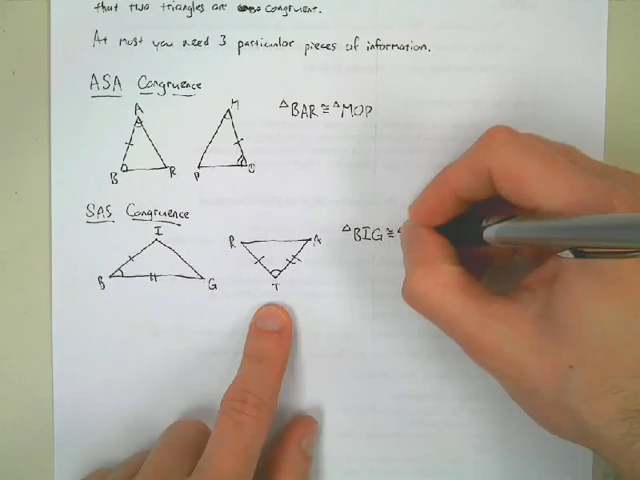 that two triangles are congruent.
At most you need 3 particular pieces of information.
ASA Congruence
A
M
△BAR≅△MOP
B
R
P
O
SAS Congruence
I
R
A
△BIG≅
B
G
T